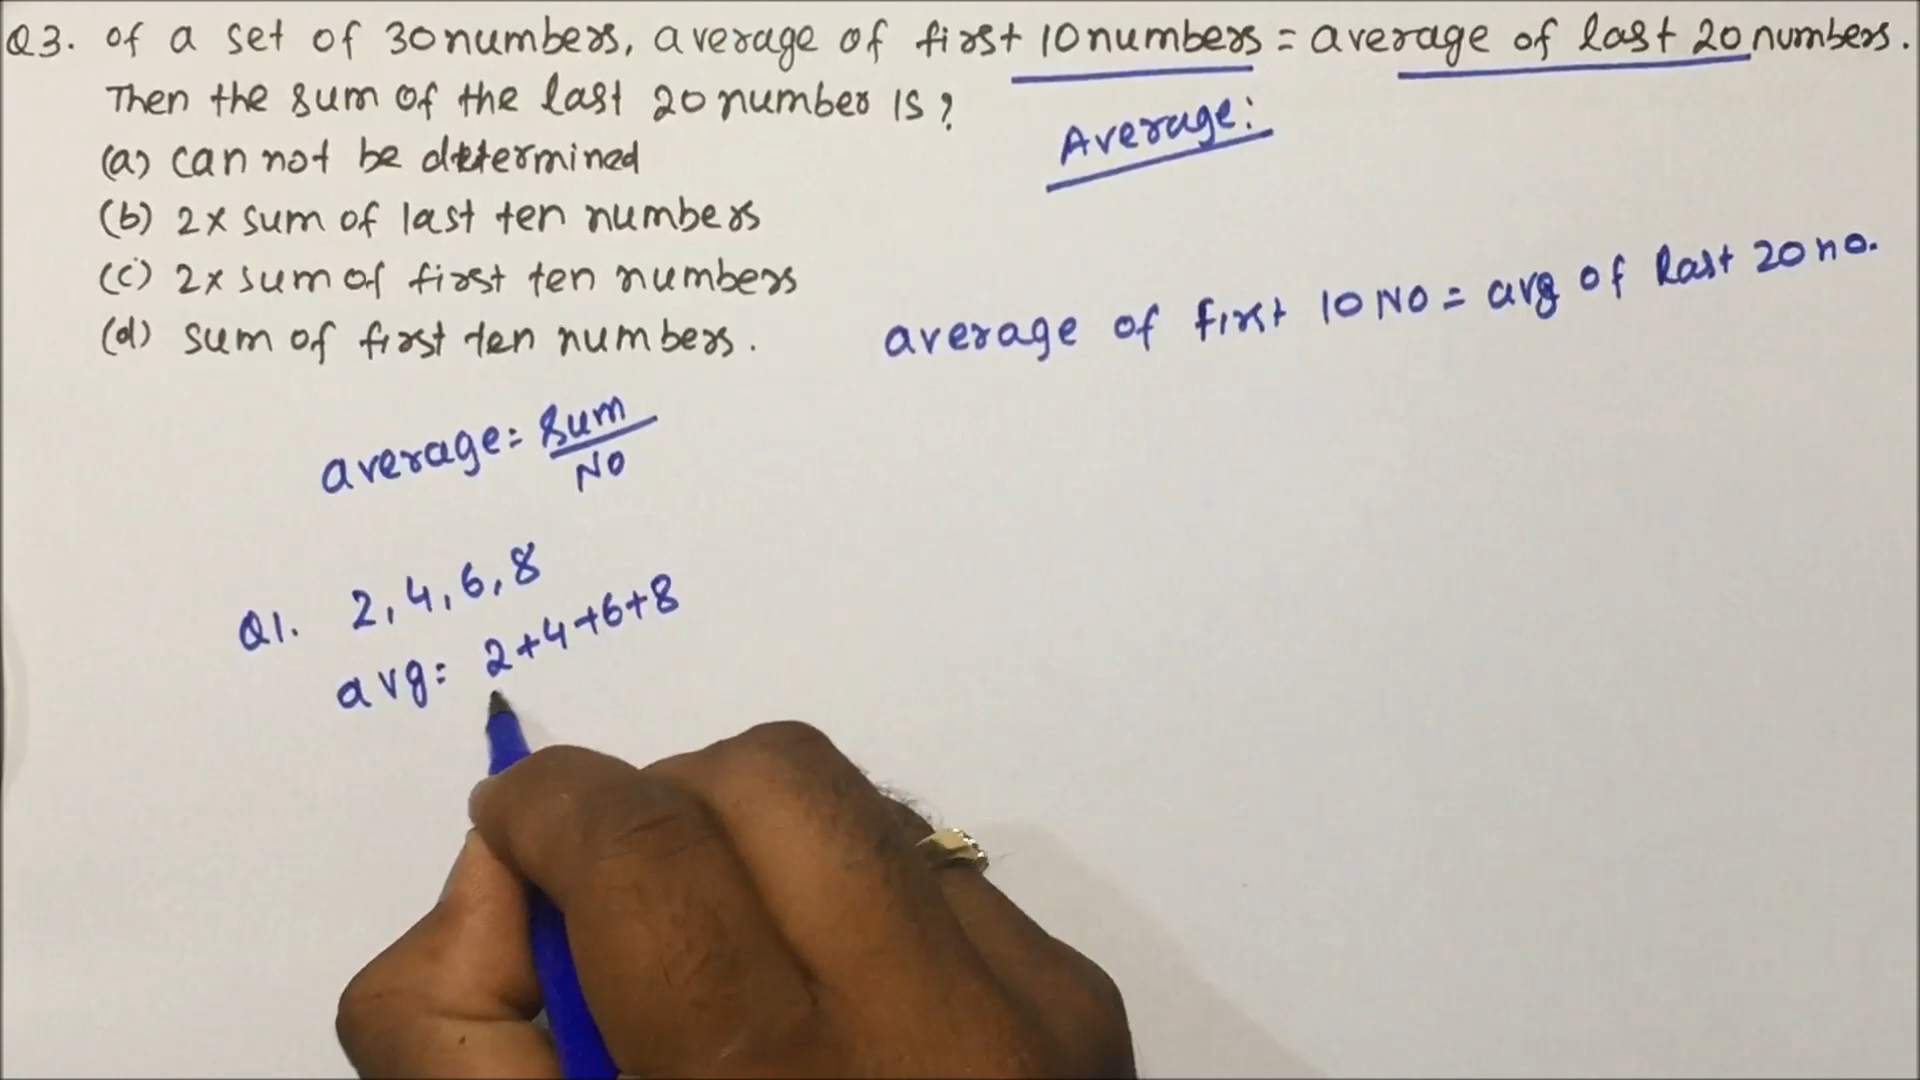 Q3. of a set of 30 numbers, average of first 10 numbers = average of last 20 numbers.
Then the sum of the last 20 number is?
(a) can not be determined
(b) 2x sum of last ten numbers
(c) 2x sum of first ten numbers
(d) sum of first ten numbers.
Average:
average of first 10 NO = avg of last 20 no.
average = sum
NO
Q1. 2, 4, 6, 8
avg = 2+4+6+8